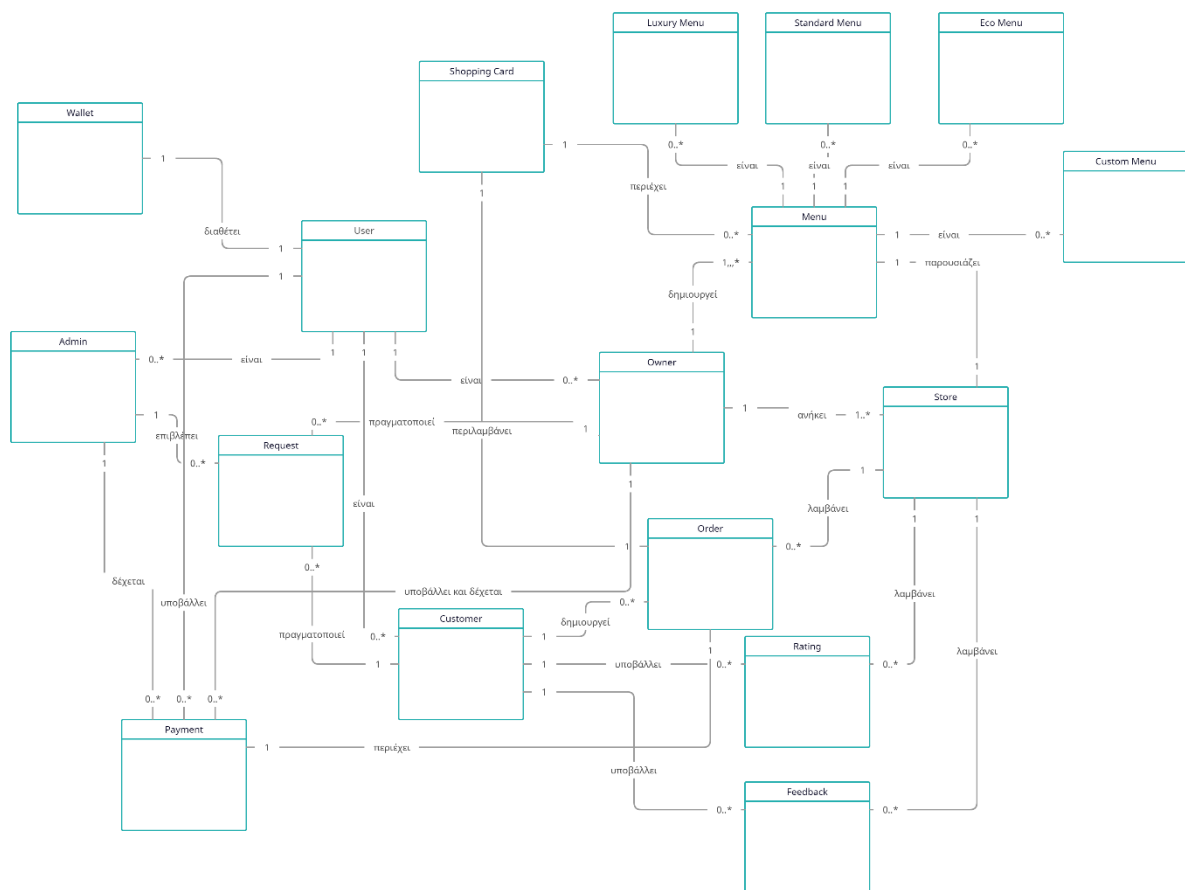 Luxury Menu
Standard Menu
Eco Menu
Shopping Card
Wallet
1
0..*
0..*
0..*
1
Custom Menu
είναι
είναι
είναι
περιέχει
1
1
1
1
Menu
διαθέτει
User
0..*
1
είναι
0..*
1
1
1,,,*
1
παρουσιάζει
δημιουργεί
Admin
1
1
1
1
0..*
είναι
Owner
1
είναι
0..*
Store
1
0..*
πραγματοποιεί
1
περιλαμβάνει
1
ανήκει
1..*
επιβλέπει
Request
1
0..*
1
λαμβάνει
1
1
1
είναι
Order
1
0..*
0..*
δέχεται
υποβάλλει
υποβάλλει και δέχεται
λαμβάνει
0..*
Customer
δημιουργεί
πραγματοποιεί
0..*
1
1
Rating
λαμβάνει
1
1
υποβάλλει
0..*
0..*
1
0..*
0..*
0..*
Payment
1
περιέχει
υποβάλλει
Feedback
0..*
0..*